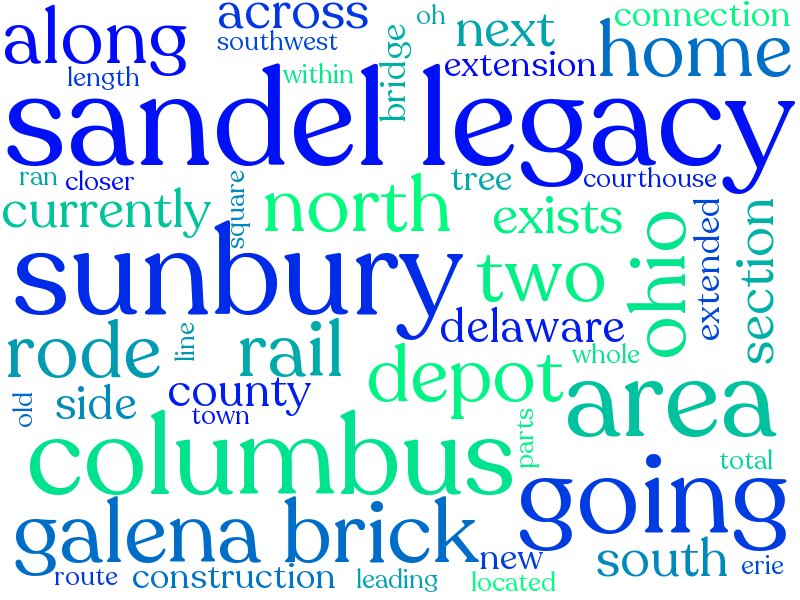 along across oh next connection
southwest home
length within bridge extension
sandel legacy
ran closer square tree courthouse
currently north exists
sunbury two ohio extended section
delaware
rode line rail depot whole
old side county area
town
columbus parts total
going
galena brick new south erie
route construction leading located